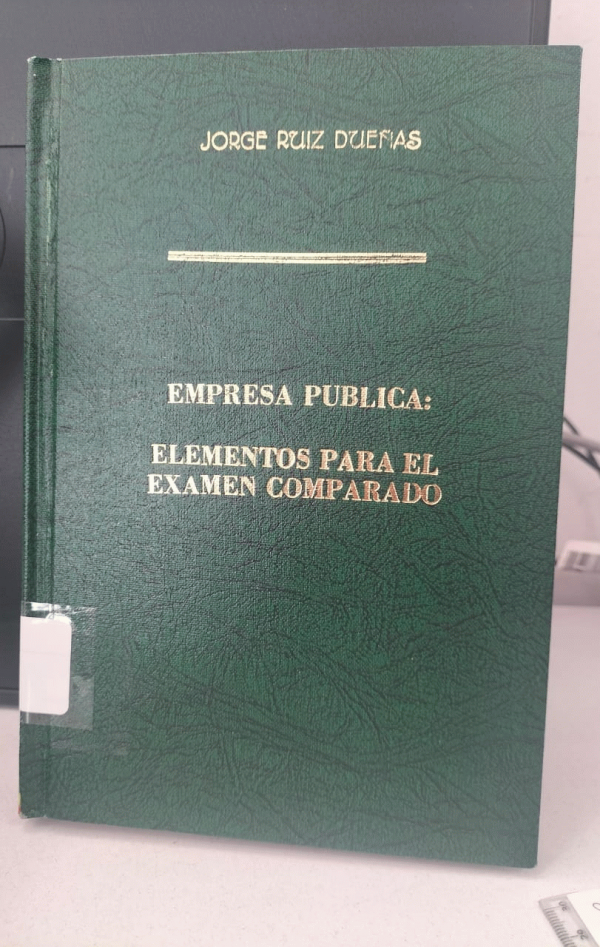 JORGE RUIZ DUEÑAS
EMPRESA PUBLICA:
ELEMENTOS PARA EL
EXAMEN COMPARADO